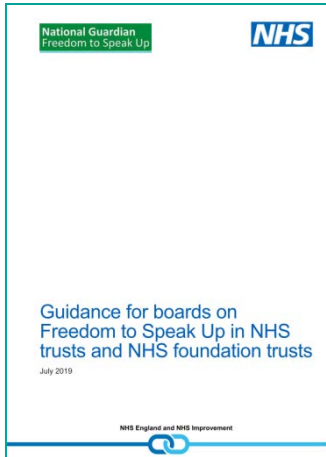 National Guardian
Freedom to Speak Up
NHS
Guidance for boards on
Freedom to Speak Up in NHS
trusts and NHS foundation trusts
July 2019
NHS England and NHS Improvement